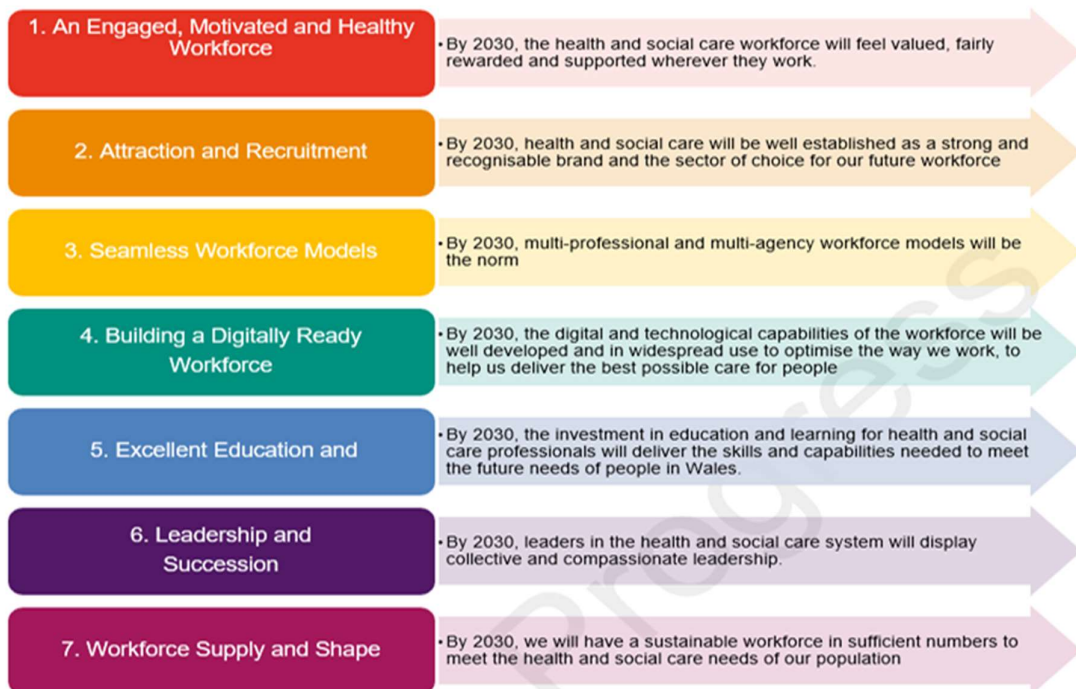 1. An Engaged, Motivated and Healthy
Workforce
• By 2030, the health and social care workforce will feel valued, fairly
rewarded and supported wherever they work.
2. Attraction and Recruitment
• By 2030, health and social care will be well established as a strong and
recognisable brand and the sector of choice for our future workforce
3. Seamless Workforce Models
• By 2030, multi-professional and multi-agency workforce models will be
the norm
4. Building a Digitally Ready
Workforce
• By 2030, the digital and technological capabilities of the workforce will be
well developed and in widespread use to optimise the way we work, to
help us deliver the best possible care for people
5. Excellent Education and
• By 2030, the investment in education and learning for health and social
care professionals will deliver the skills and capabilities needed to meet
the future needs of people in Wales.
6. Leadership and
Succession
• By 2030, leaders in the health and social care system will display
collective and compassionate leadership.
7. Workforce Supply and Shape
• By 2030, we will have a sustainable workforce in sufficient numbers to
meet the health and social care needs of our population
Progress